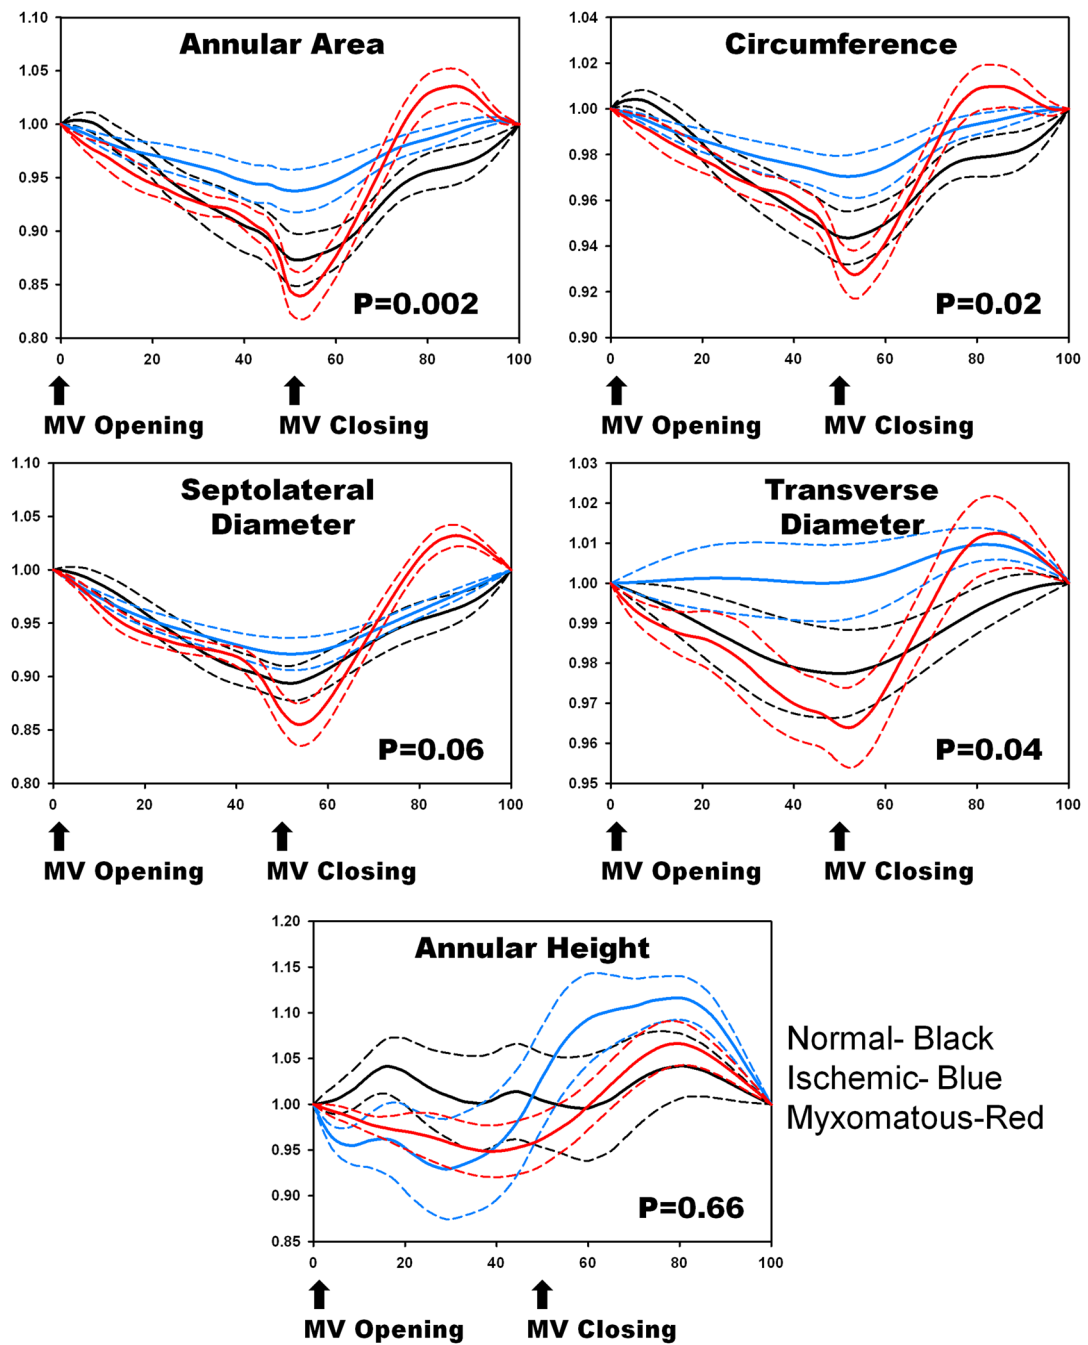 Annular Area
1.10
1.05
1.00
0.95
0.90
0.85
0.80
P=0.002
0 20 40 60 80 100
MV Opening MV Closing
Circumference
1.04
1.02
1.00
0.98
0.96
0.94
0.92
0.90
P=0.02
0 20 40 60 80 100
MV Opening MV Closing
Septolateral
Diameter
1.10
1.05
1.00
0.95
0.90
0.85
0.80
P=0.06
0 20 40 60 80 100
MV Opening MV Closing
Transverse
Diameter
1.03
1.02
1.01
1.00
0.99
0.98
0.97
0.96
0.95
P=0.04
0 20 40 60 80 100
MV Opening MV Closing
Annular Height
1.20
1.15
1.10
1.05
1.00
0.95
0.90
0.85
P=0.66
0 20 40 60 80 100
MV Opening MV Closing
Normal- Black
Ischemic- Blue
Myxomatous-Red